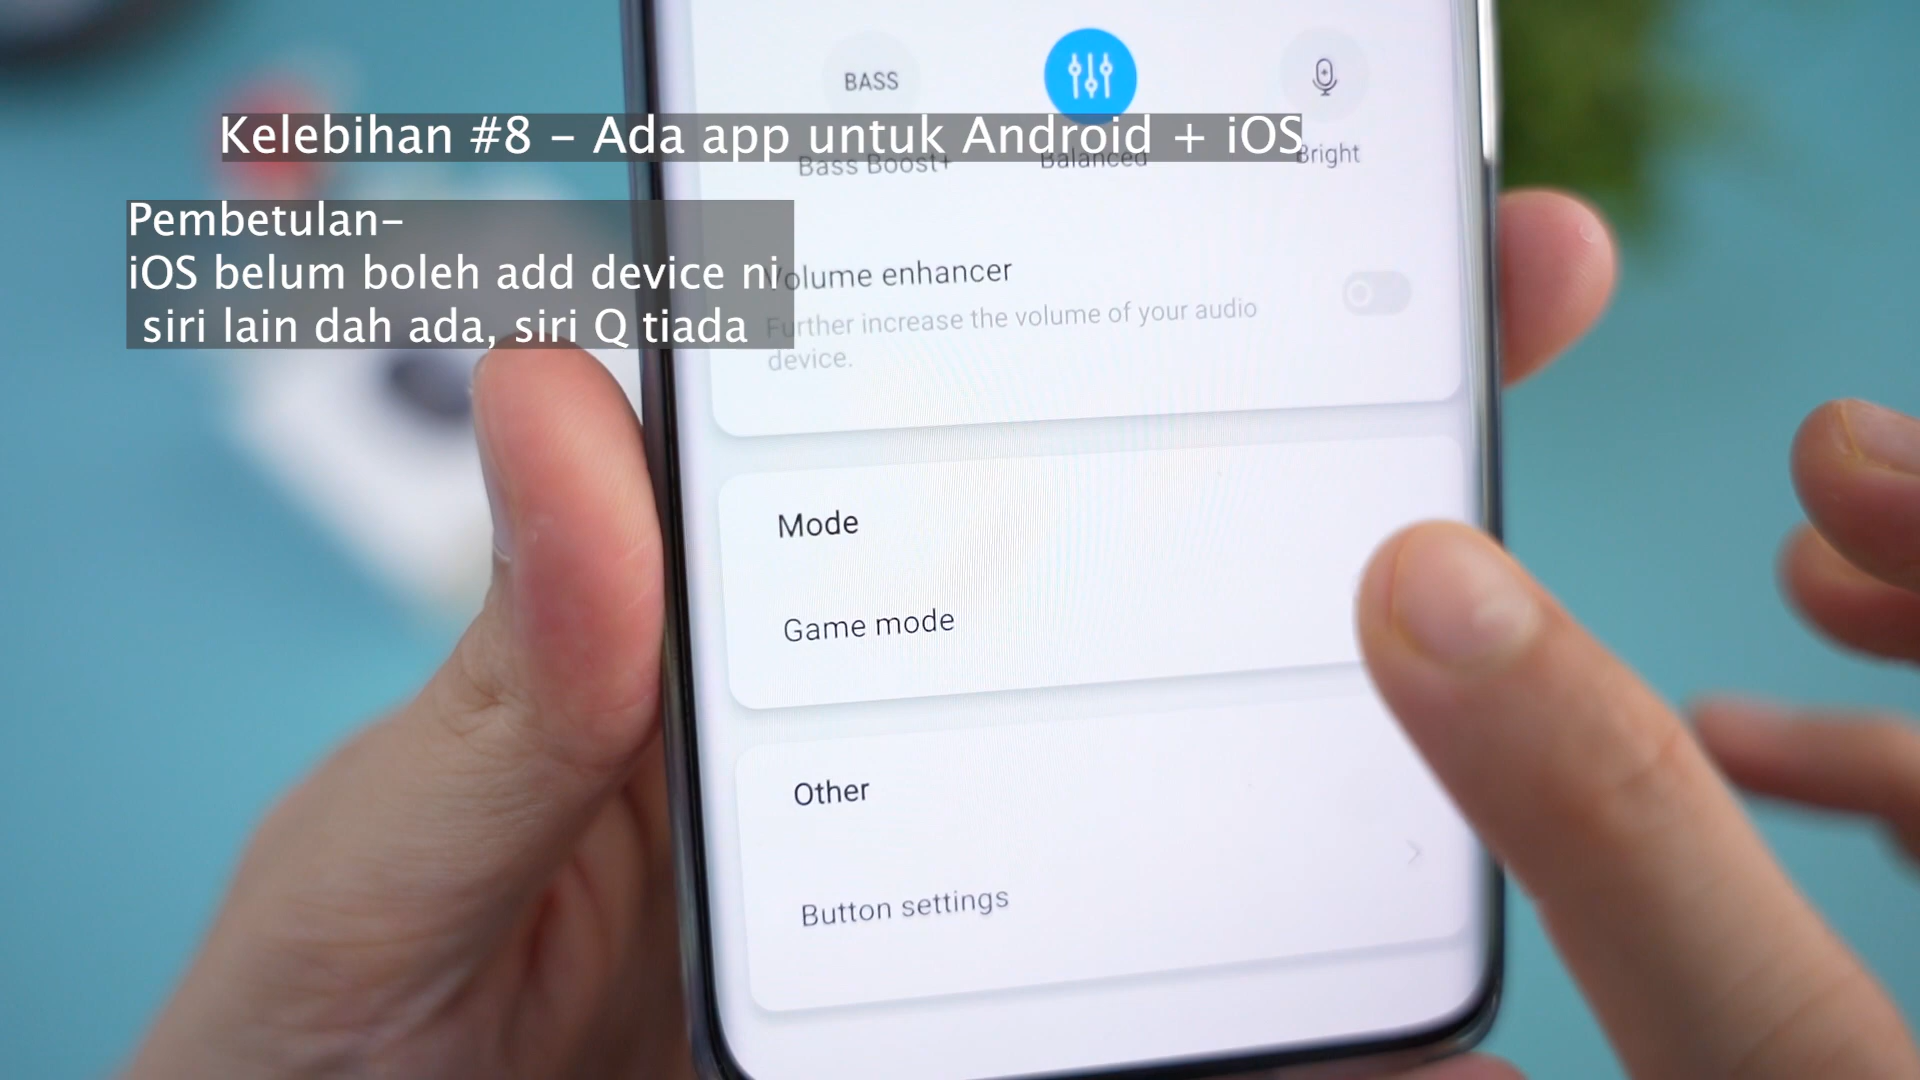 BASS
Kelebihan #8 – Ada app untuk Android + iOS
Bass Boost+ Balanced Bright
Pembetulan–
iOS belum boleh add device ni
siri lain dah ada, siri Q tiada
Volume enhancer
Further increase the volume of your audio
device.
Mode
Game mode
Other
Button settings